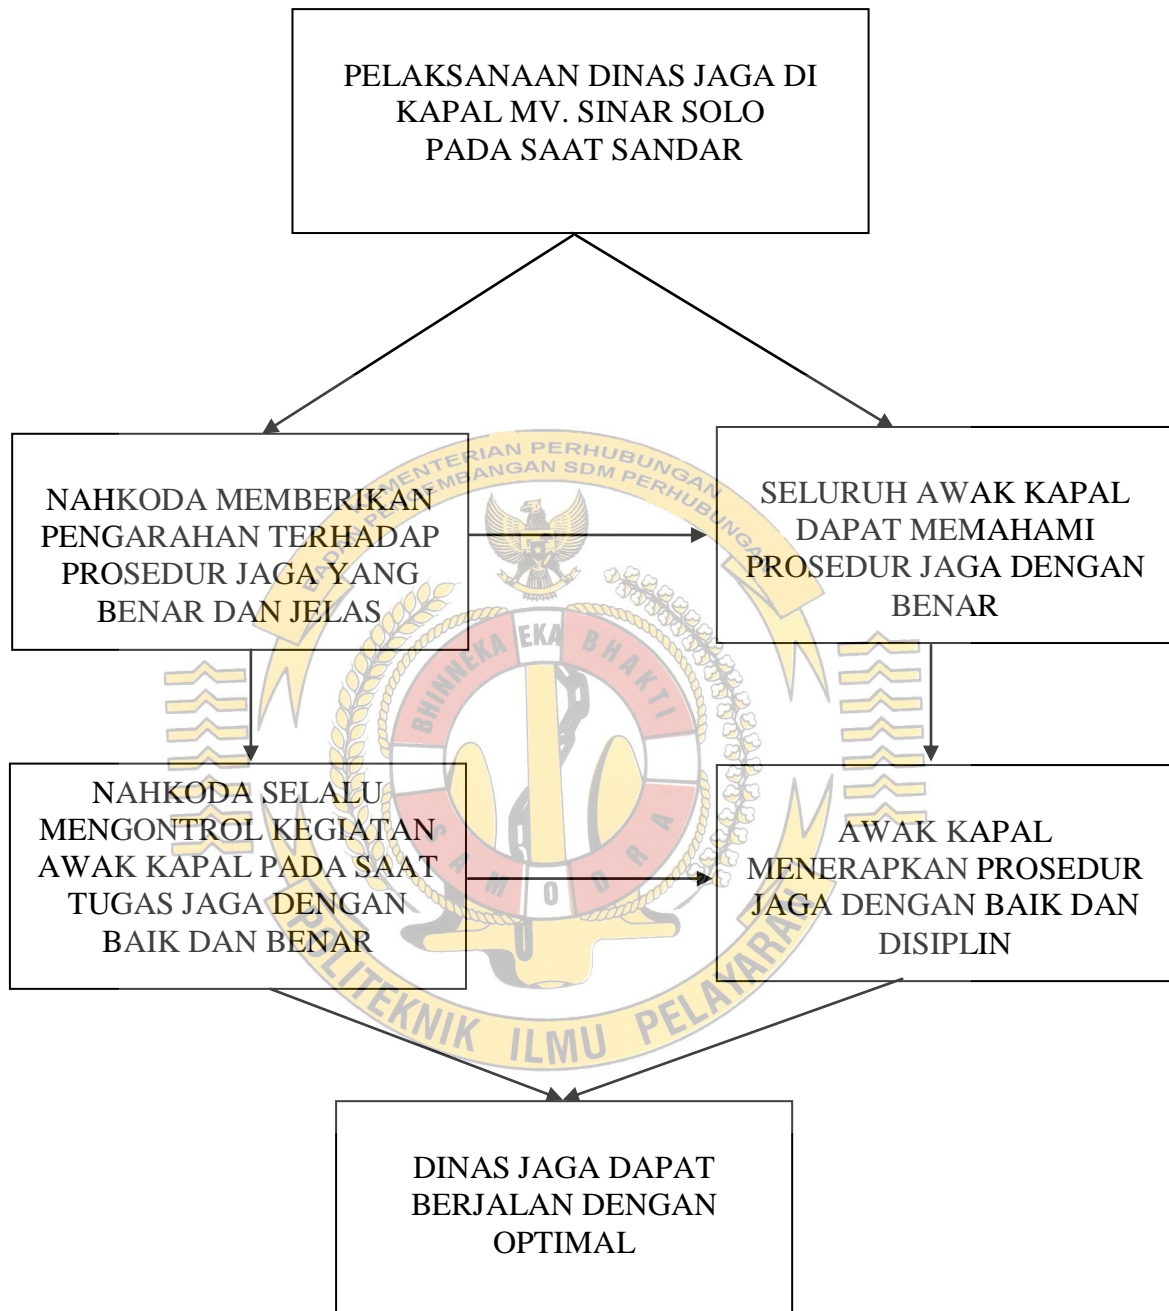 PELAKSANAAN DINAS JAGA DI
KAPAL MV. SINAR SOLO
PADA SAAT SANDAR
NAHKODA MEMBERIKAN
PENGARAHAN TERHADAP
PROSEDUR JAGA YANG
BENAR DAN JELAS
SELURUH AWAK KAPAL
DAPAT MEMAHAMI
PROSEDUR JAGA DENGAN
BENAR
NAHKODA SELALU
MENGONTROL KEGIATAN
AWAK KAPAL PADA SAAT
TUGAS JAGA DENGAN
BAIK DAN BENAR
AWAK KAPAL
MENERAPKAN PROSEDUR
JAGA DENGAN BAIK DAN
DISIPLIN
DINAS JAGA DAPAT
BERJALAN DENGAN
OPTIMAL
KEMENTERIAN PERHUBUNGAN
BADAN PENGEMBANGAN SDM PERHUBUNGAN
BHINNEKA EKA BHAKTI
SAMODRA
POLITEKNIK ILMU PELAYARAN